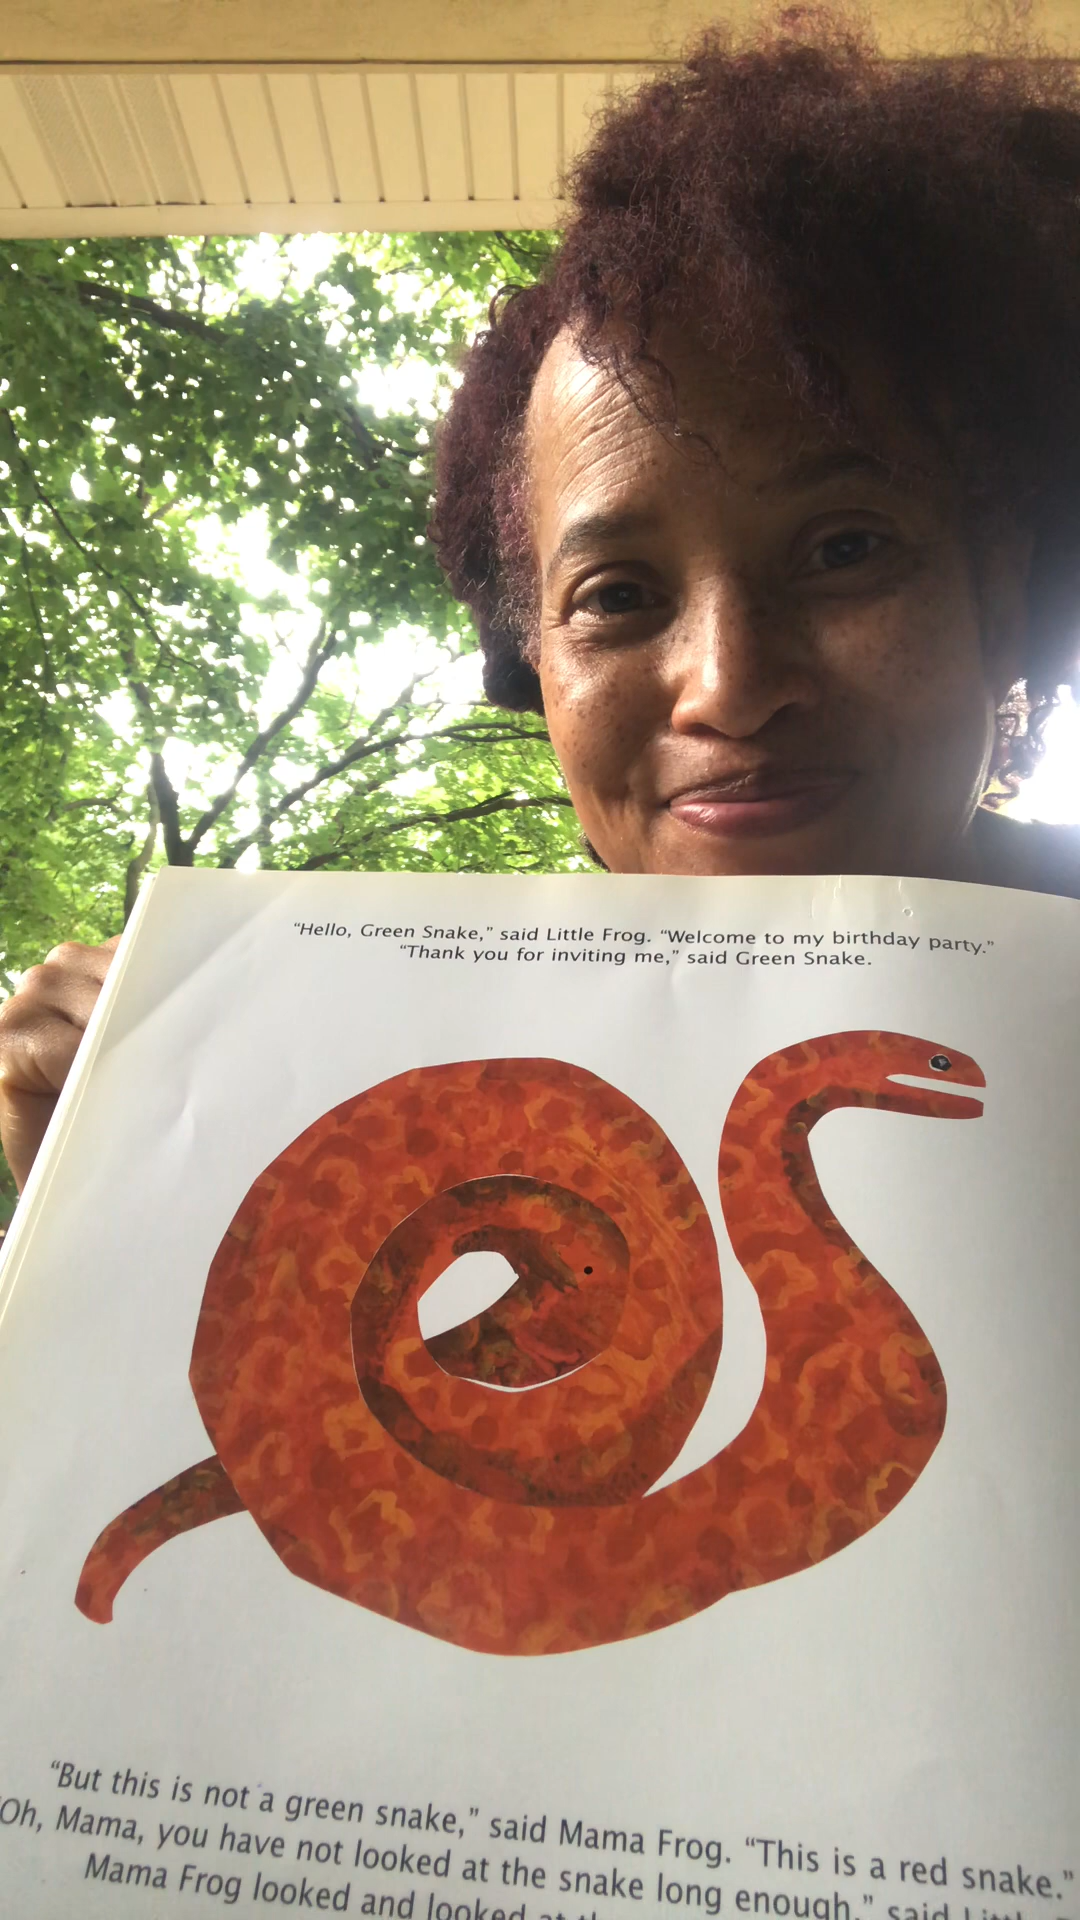 “Hello, Green Snake,” said Little Frog. “Welcome to my birthday party.”
“Thank you for inviting me,” said Green Snake.
“But this is not a green snake,” said Mama Frog. “This is a red snake.”
“Oh, Mama, you have not looked at the snake long enough,” said
Mama Frog looked and looked at